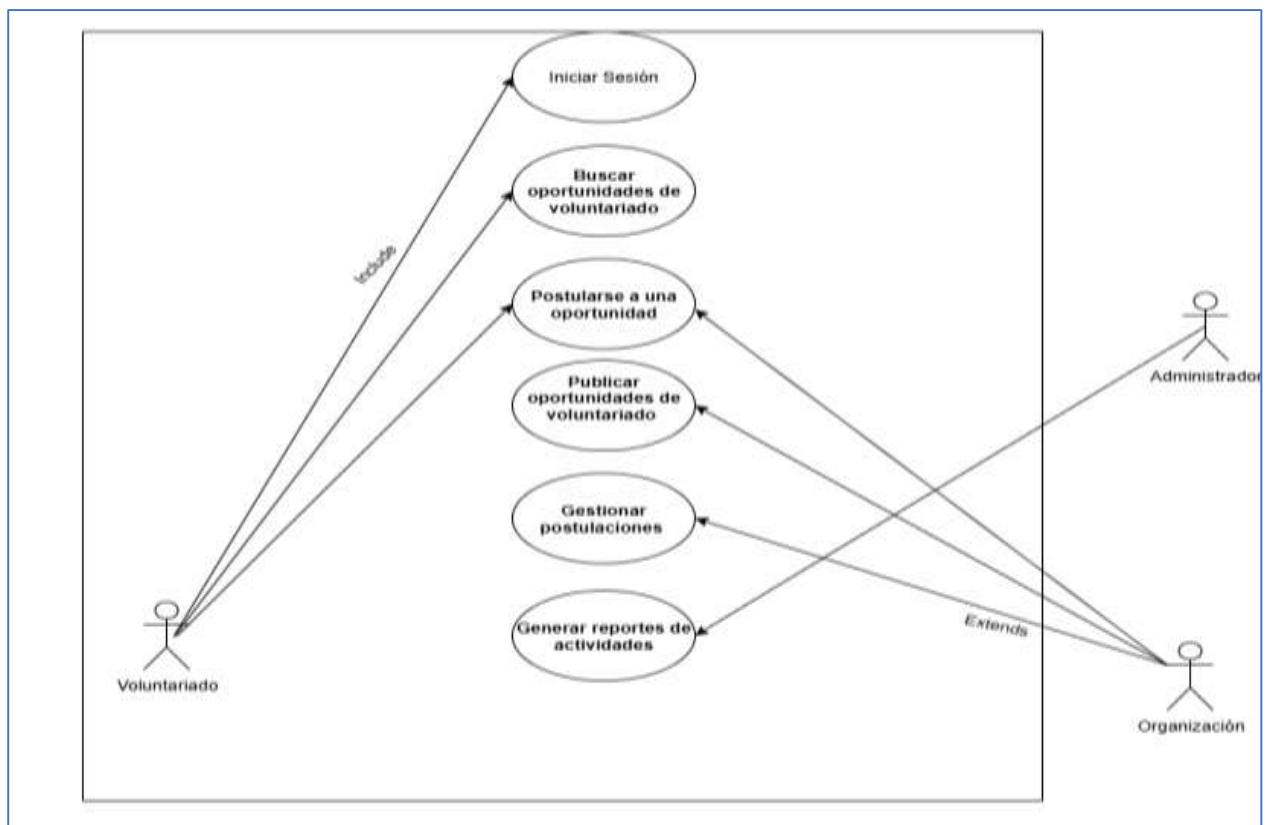 Iniciar Sesión
Buscar
oportunidades de
voluntariado
Include
Postularse a una
oportunidad
Administrador
Publicar
oportunidades de
voluntariado
Gestionar
postulaciones
Generar reportes de
actividades
Extends
Voluntariado
Organización